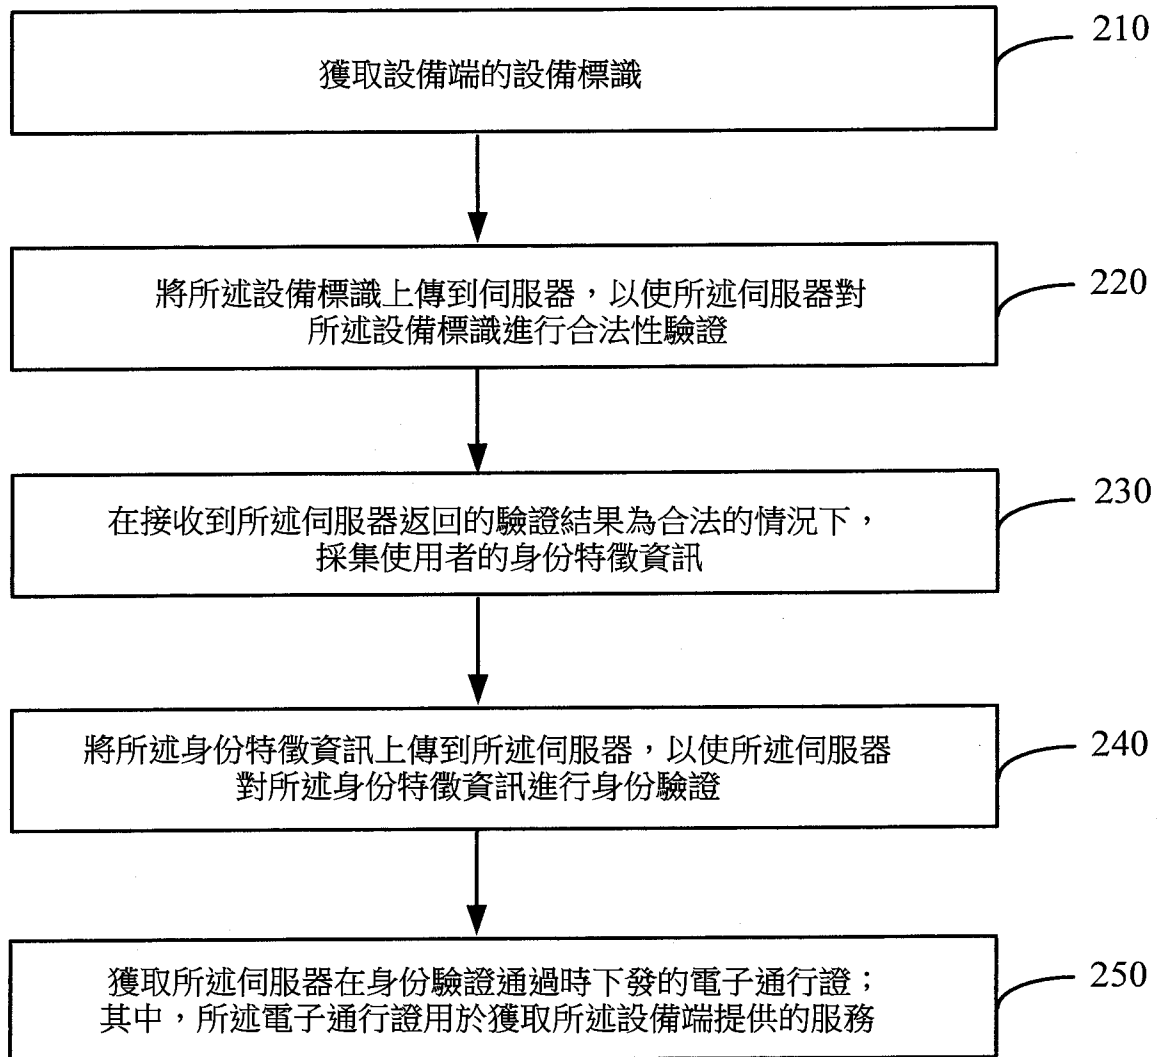 獲取設備端的設備標識
210
將所述設備標識上傳到伺服器，以使所述伺服器對
所述設備標識進行合法性驗證
220
在接收到所述伺服器返回的驗證結果為合法的情況下，
採集使用者的身份特徵資訊
230
將所述身份特徵資訊上傳到所述伺服器，以使所述伺服器
對所述身份特徵資訊進行身份驗證
240
獲取所述伺服器在身份驗證通過時下發的電子通行證；
其中，所述電子通行證用於獲取所述設備端提供的服務
250